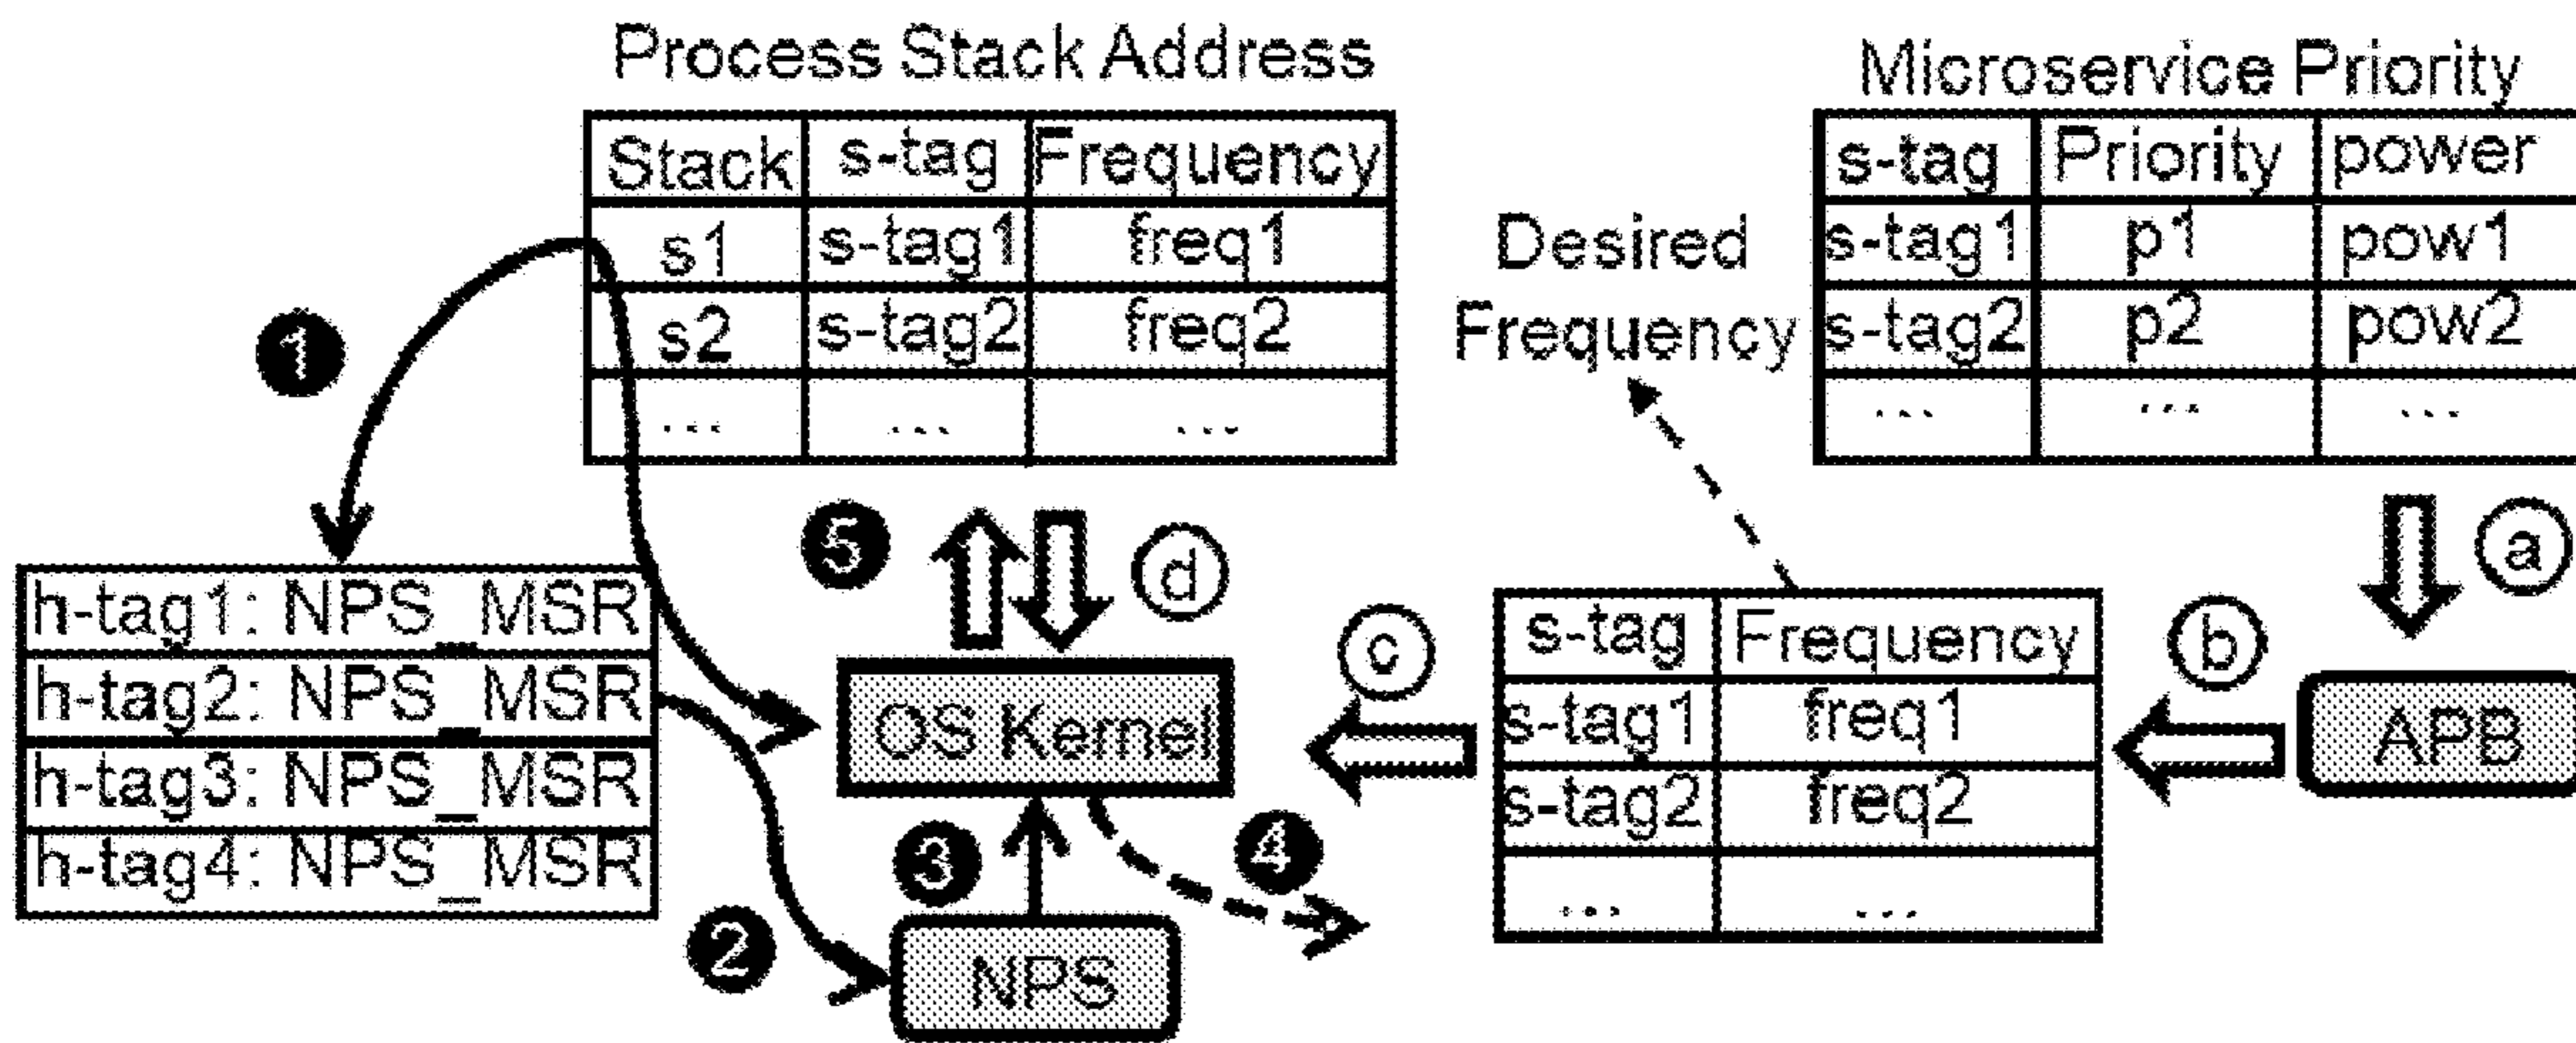 Process Stack Address
Stack s-tag Frequency
s1 s-tag1 freq1
s2 s-tag2 freq2
... ... ...
Microservice Priority
s-tag Priority power
s-tag1 p1 pow1
s-tag2 p2 pow2
... ... ...
Desired
Frequency
1
5
d
a
h-tag1: NPS_MSR
h-tag2: NPS_MSR
h-tag3: NPS_MSR
h-tag4: NPS_MSR
OS Kernel
c
s-tag Frequency
s-tag1 freq1
s-tag2 freq2
... ...
b
APB
3
4
2
NPS